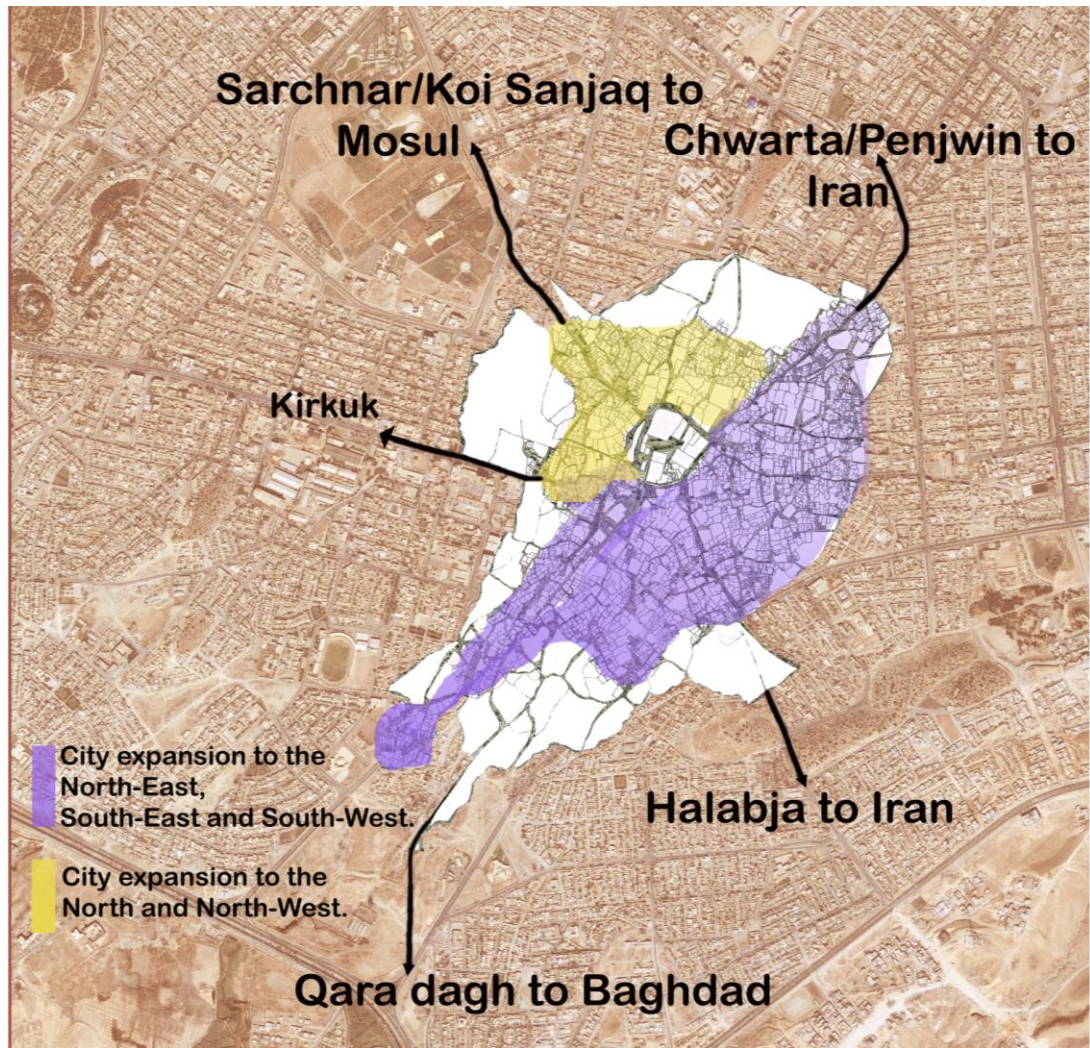 Sarchnar/Koi Sanjaq to
Mosul
Chwarta/Penjwin to
Iran
Kirkuk
City expansion to the
North-East,
South-East and South-West.
Halabja to Iran
City expansion to the
North and North-West.
Qara dagh to Baghdad